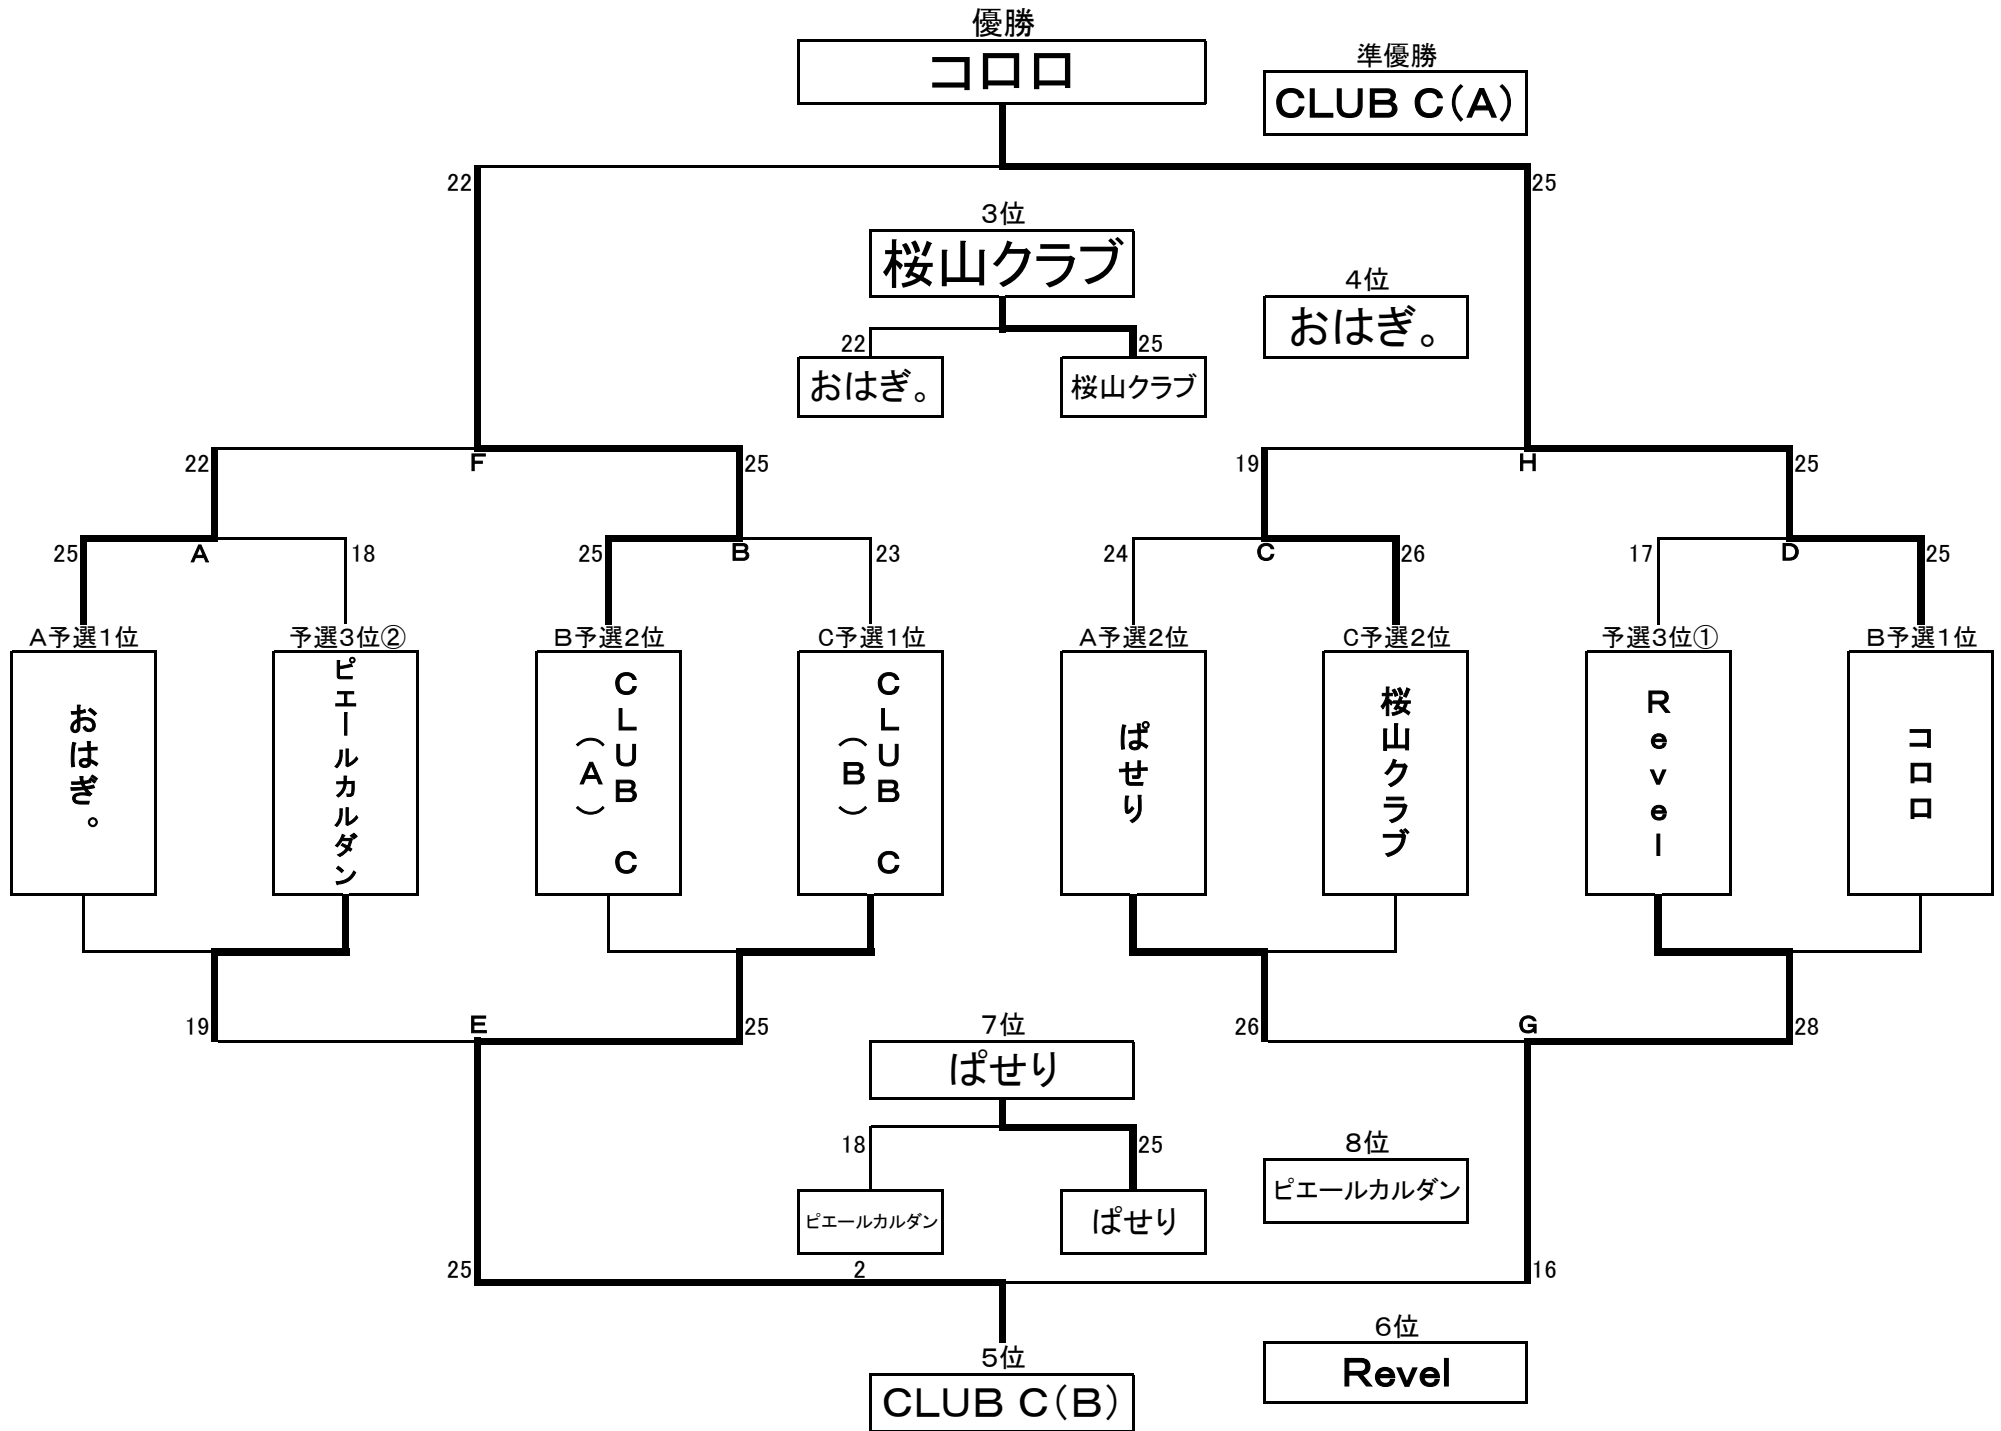 優勝
コロロ
準優勝
CLUB C(A)
22
25
3位
桜山クラブ
4位
おはぎ。
22
25
おはぎ。
桜山クラブ
22
F
25
19
H
25
25
A
18
25
B
23
24
C
26
17
D
25
A予選1位
予選3位②
B予選2位
C予選1位
A予選2位
C予選2位
予選3位①
B予選1位
おはぎ。
ピエールカルダン
CLUB C
(A)
CLUB C
(B)
ぱせり
桜山クラブ
Revel
コロロ
19
E
25
26
G
28
7位
ぱせり
18
25
8位
ピエールカルダン
ピエールカルダン
ぱせり
25
2
16
5位
CLUB C(B)
6位
Revel